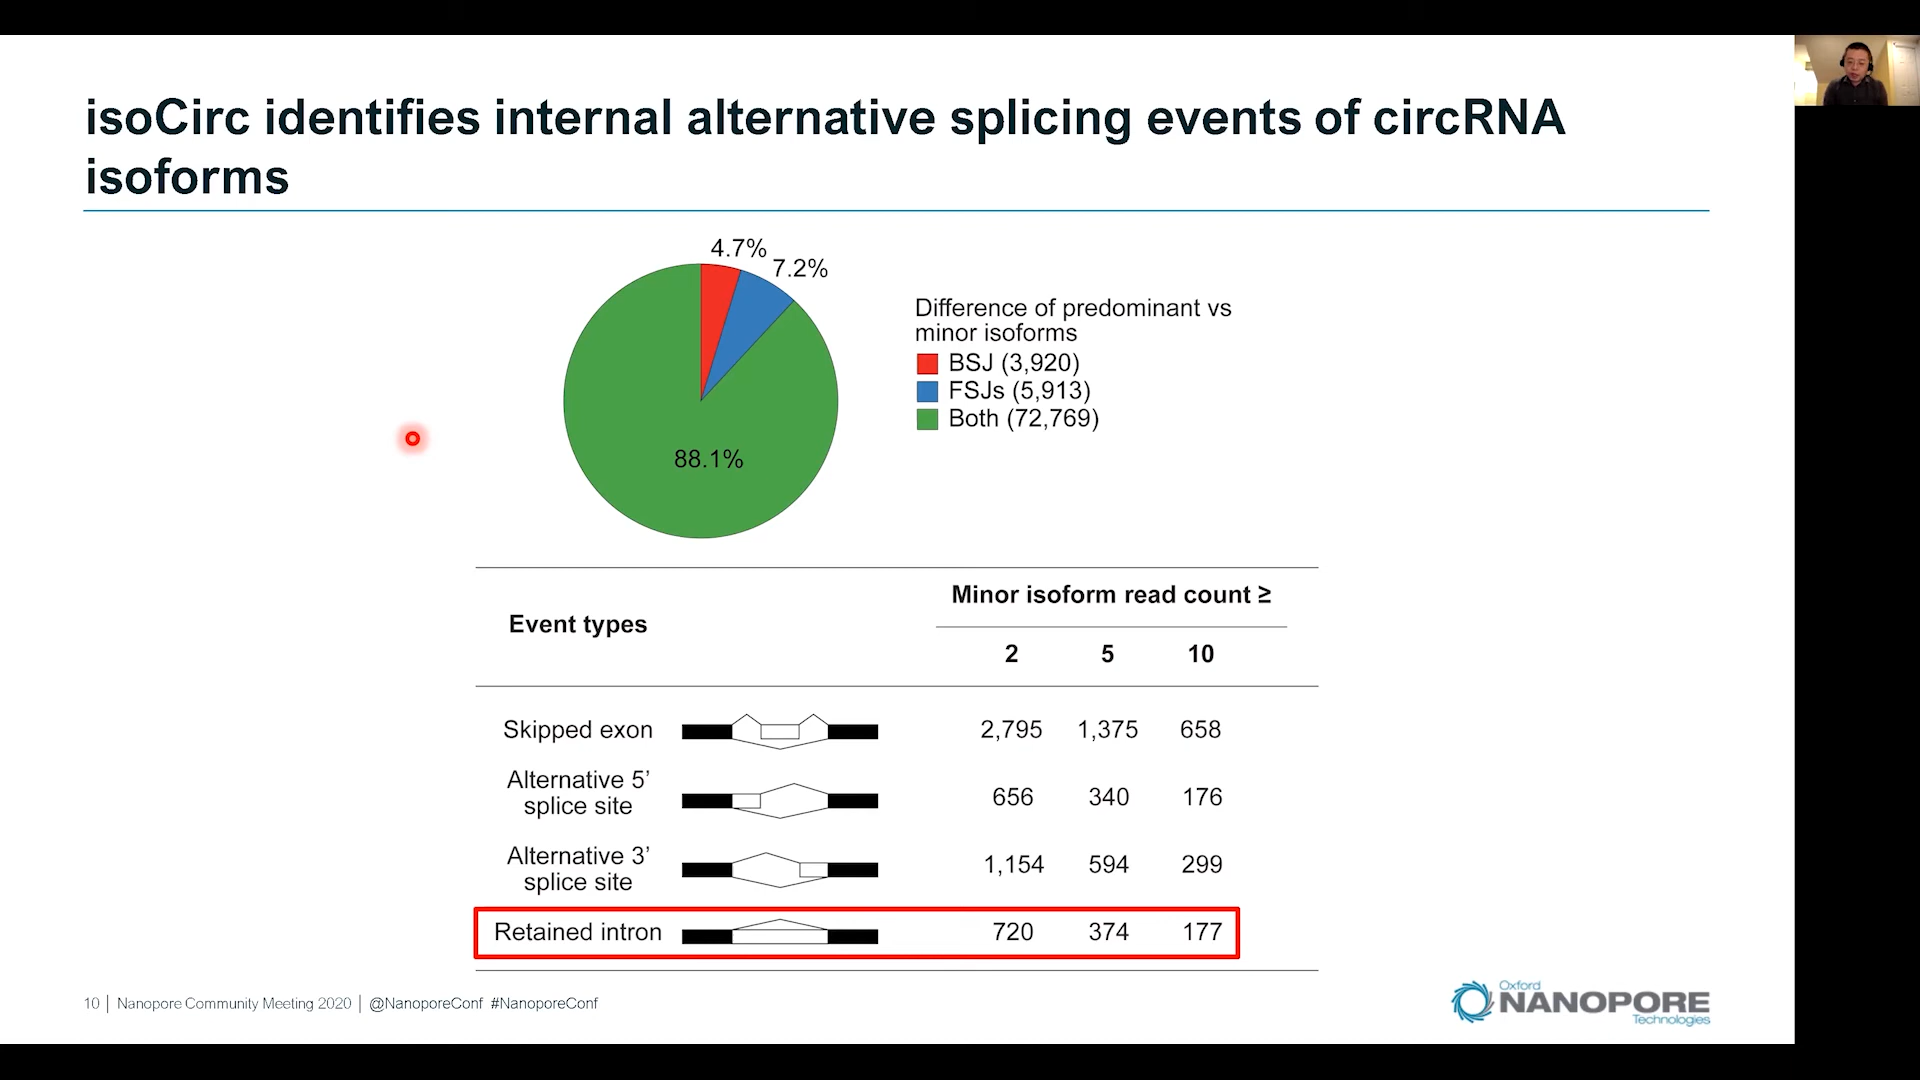 isoCirc identifies internal alternative splicing events of circRNA
isoforms
4.7%
7.2%
88.1%
Difference of predominant vs
minor isoforms
BSJ (3,920)
FSJs (5,913)
Both (72,769)
Event types
Minor isoform read count ≥
2 5 10
Skipped exon 2,795 1,375 658
Alternative 5’
splice site 656 340 176
Alternative 3’
splice site 1,154 594 299
Retained intron 720 374 177
10 | Nanopore Community Meeting 2020 | @NanoporeConf #NanoporeConf
Oxford
NANOPORE
Technologies